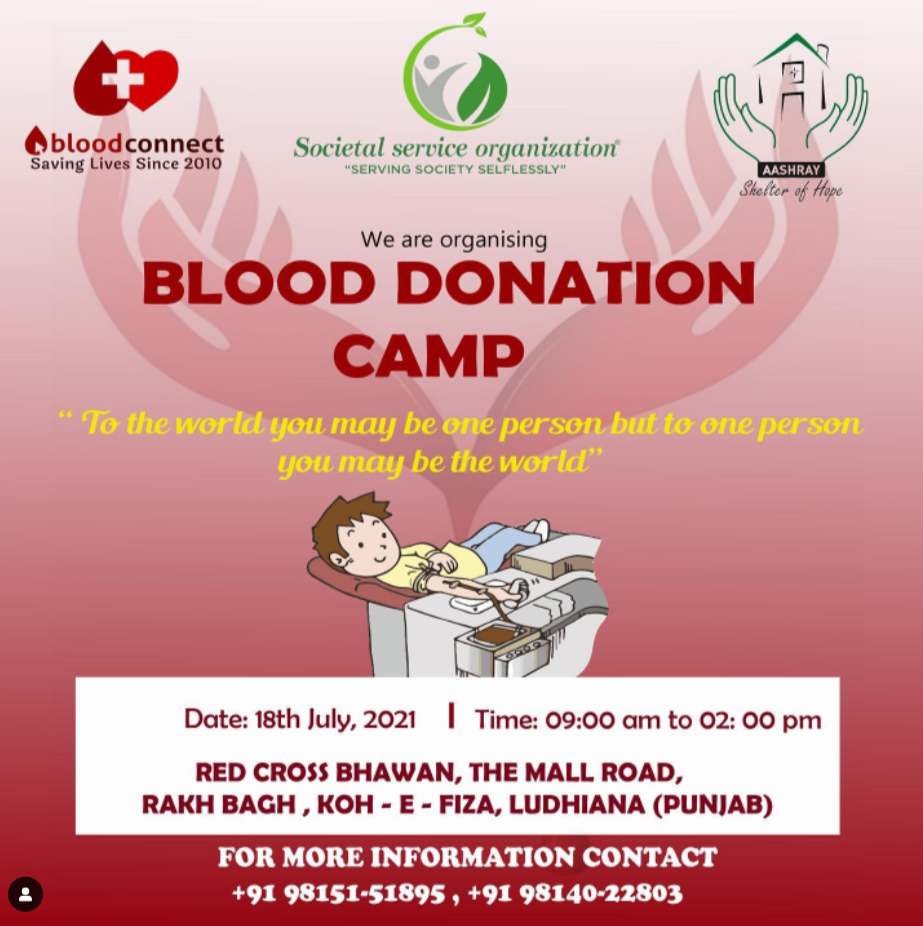 bloodconnect
Saving Lives Since 2010
Societal service organization®
"SERVING SOCIETY SELFLESSLY"
AASHRAY
Shelter of Hope
We are organising
BLOOD DONATION
CAMP
“ To the world you may be one person but to one person
you may be the world”
Date: 18th July, 2021 | Time: 09:00 am to 02: 00 pm
RED CROSS BHAWAN, THE MALL ROAD,
RAKH BAGH , KOH - E - FIZA, LUDHIANA (PUNJAB)
FOR MORE INFORMATION CONTACT
+91 98151-51895 , +91 98140-22803